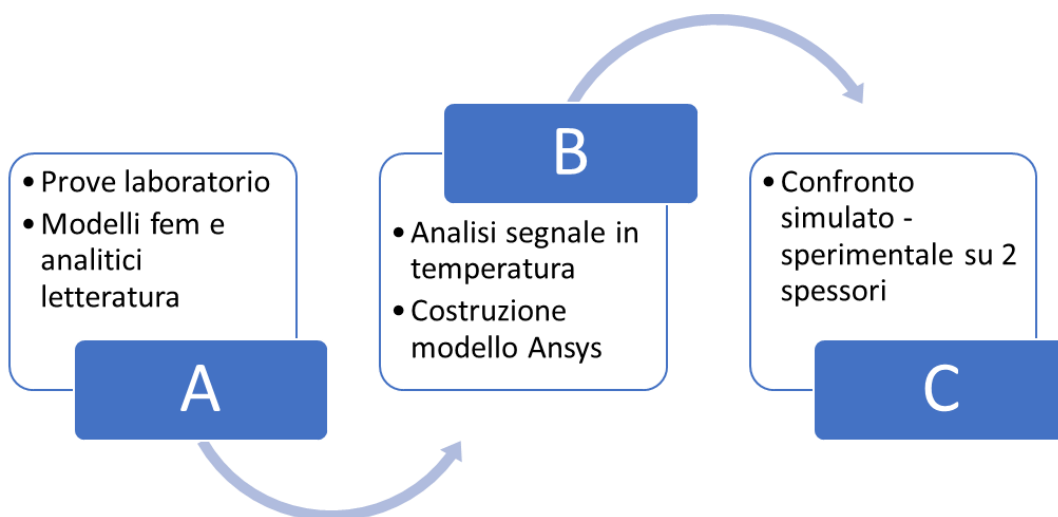 • Prove laboratorio
• Modelli fem e
analitici
letteratura
A
B
• Analisi segnale in
temperatura
• Costruzione
modello Ansys
• Confronto
simulato -
sperimentale su 2
spessori
C